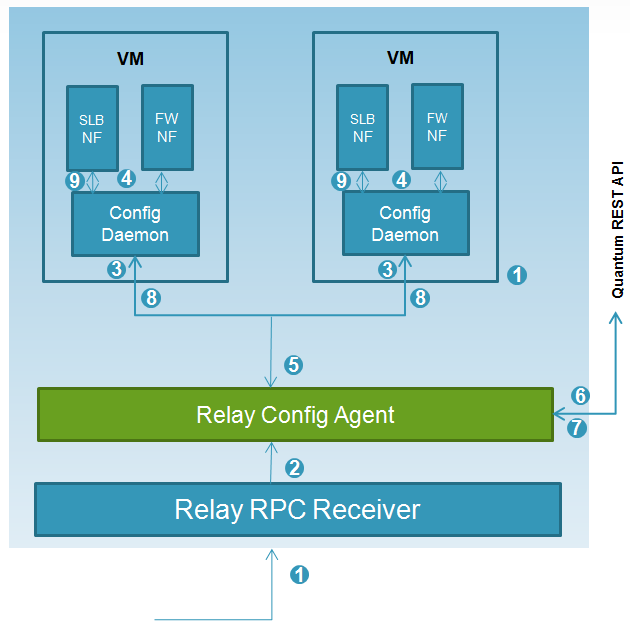 VM
SLB
NF
FW
NF
9
4
Config
Daemon
3
8
VM
SLB
NF
FW
NF
9
4
Config
Daemon
3
8
1
Quantum REST API
5
6
Relay Config Agent
7
2
Relay RPC Receiver
1